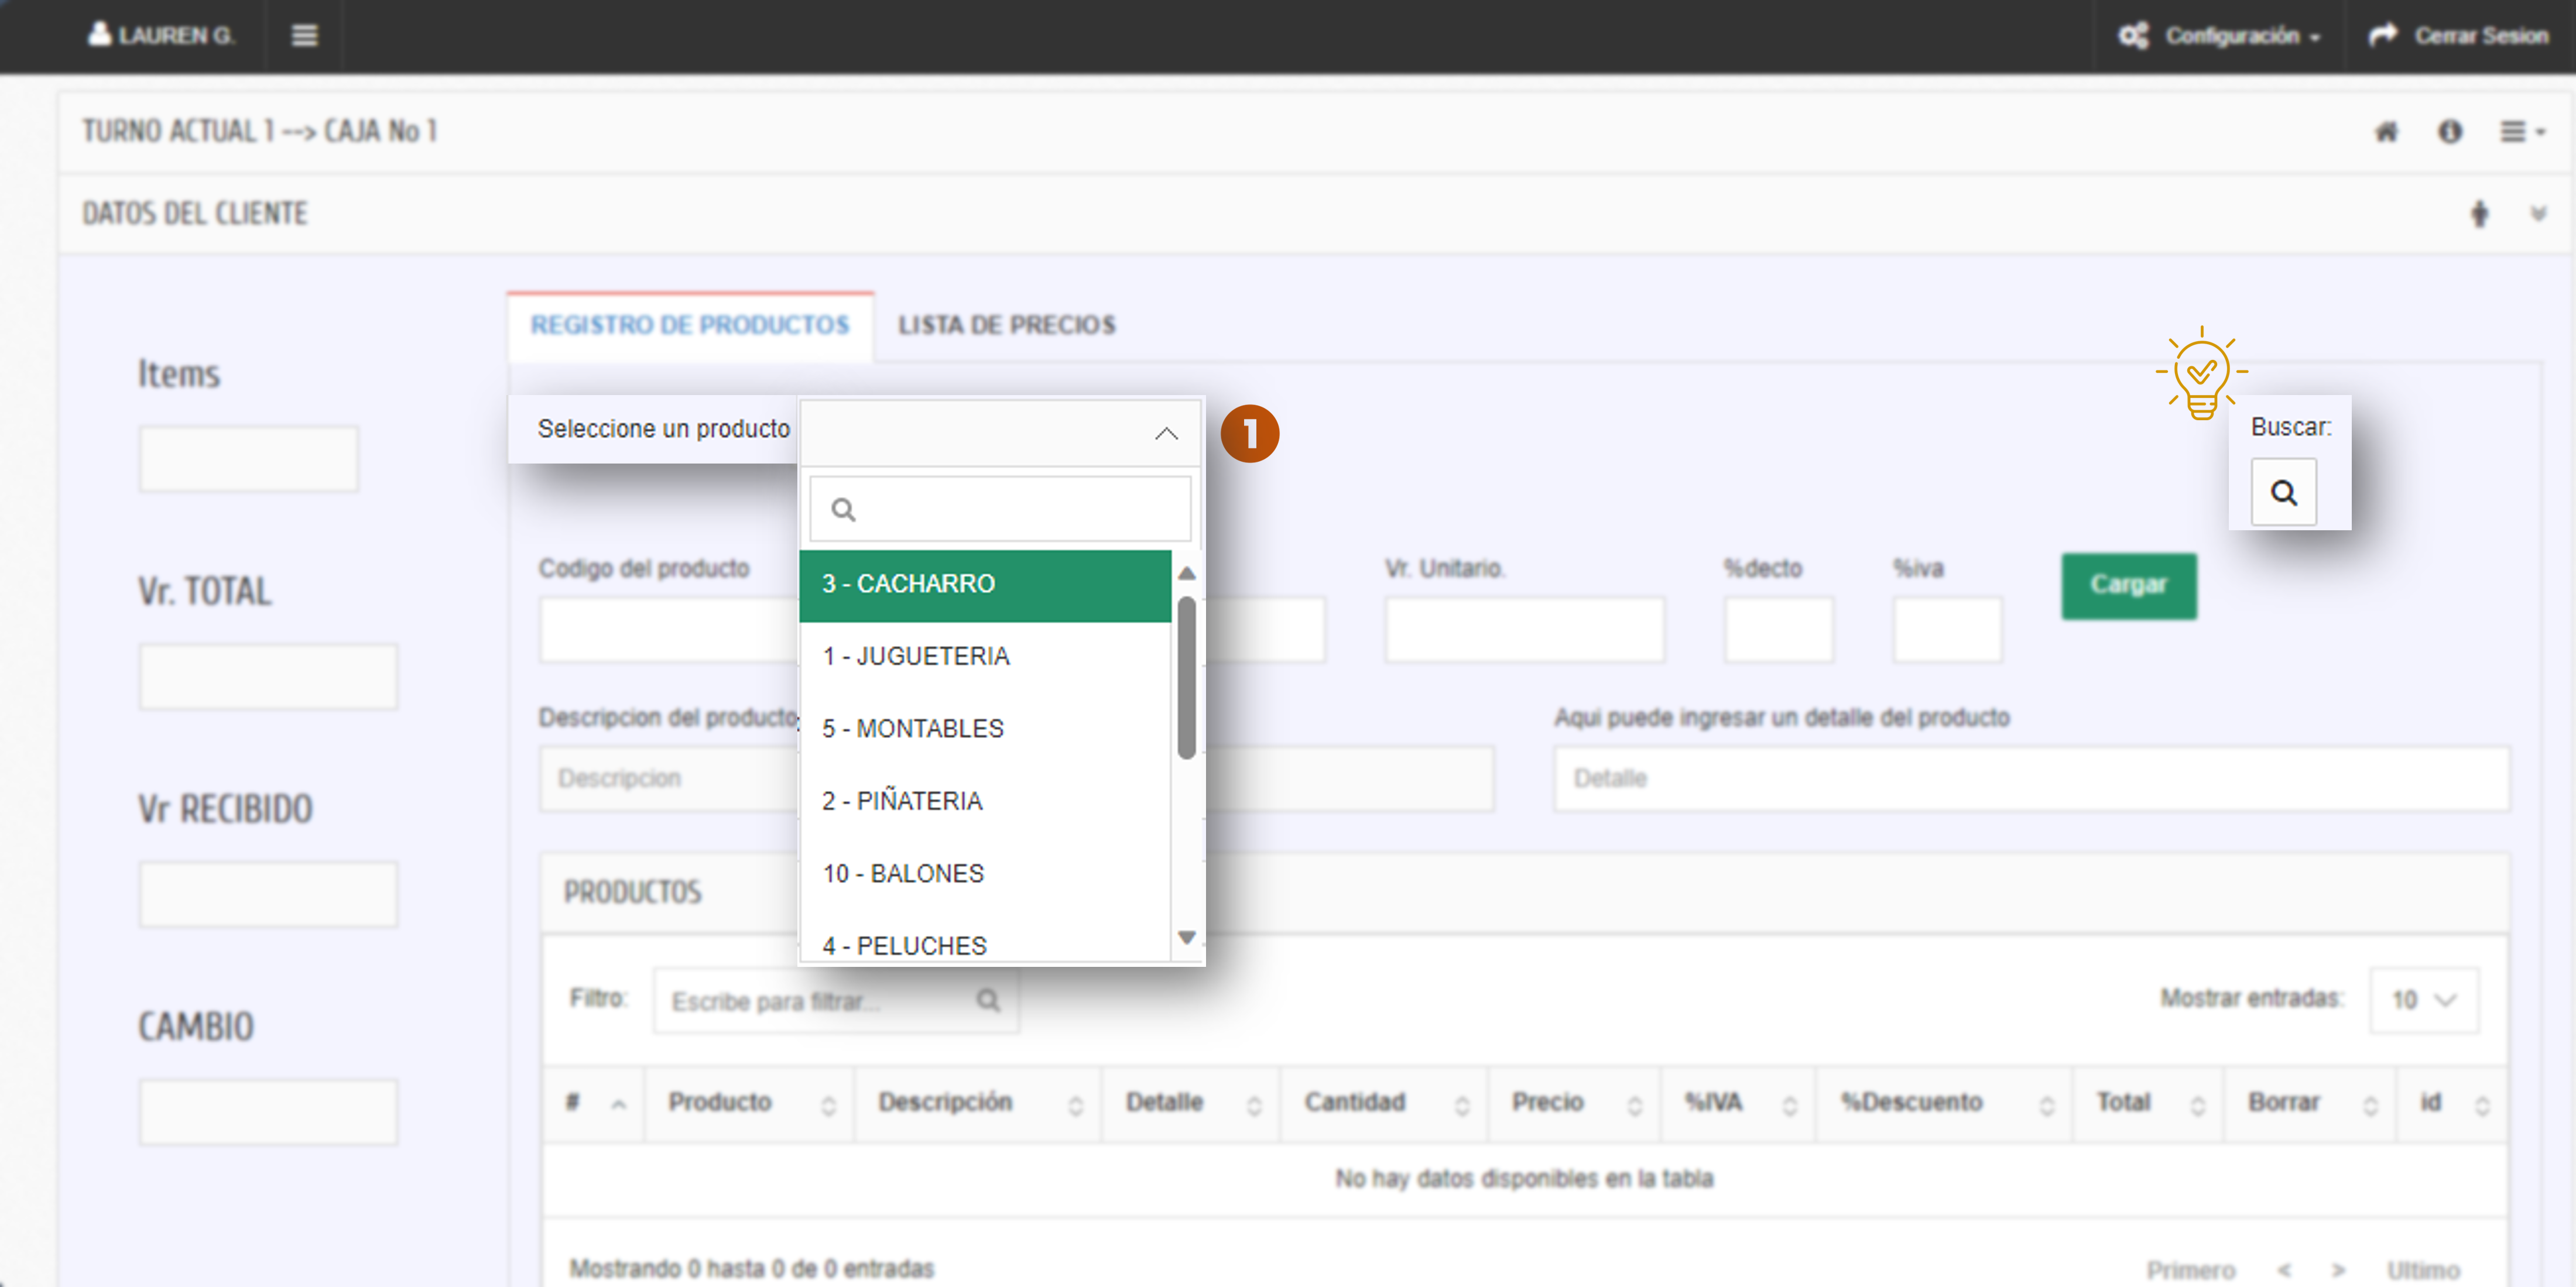 LAUREN G.
Configuración
Cerrar Sesion
TURNO ACTUAL 1 --> CAJA No 1
DATOS DEL CLIENTE
REGISTRO DE PRODUCTOS
LISTA DE PRECIOS
Items
Vr. TOTAL
Vr RECIBIDO
CAMBIO
Seleccione un producto
1
Buscar:
3 - CACHARRO
1 - JUGUETERIA
5 - MONTABLES
2 - PIÑATERIA
10 - BALONES
4 - PELUCHES
Codigo del producto
Vr. Unitario.
%decto
%iva
Cargar
Descripcion del producto
Descripcion
Aqui puede ingresar un detalle del producto
Detalle
PRODUCTOS
Filtro:
Escribe para filtrar...
Mostrar entradas:
10
# Producto Descripción Detalle Cantidad Precio %IVA %Descuento Total Borrar id
No hay datos disponibles en la tabla
Mostrando 0 hasta 0 de 0 entradas
Primero < > Ultimo